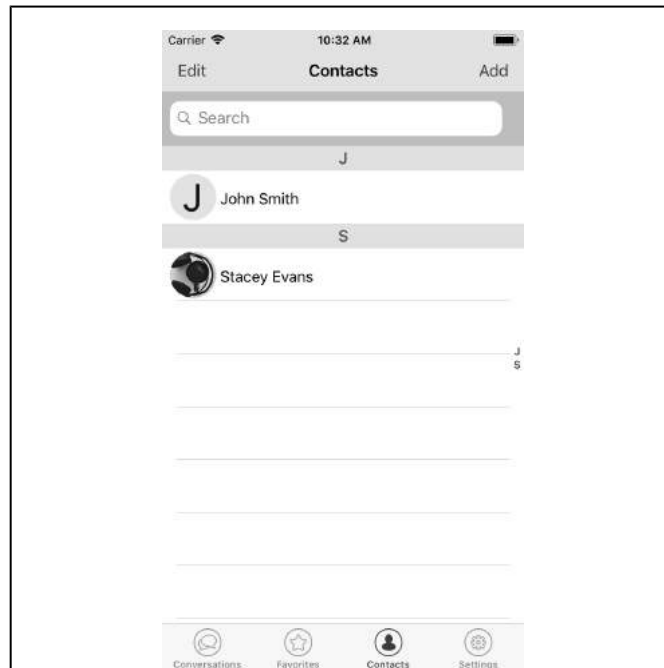 Carrier 10:32 AM
Edit Contacts Add
Search
J
J John Smith
S
Stacey Evans
J
S
Conversations Favorites Contacts Settings